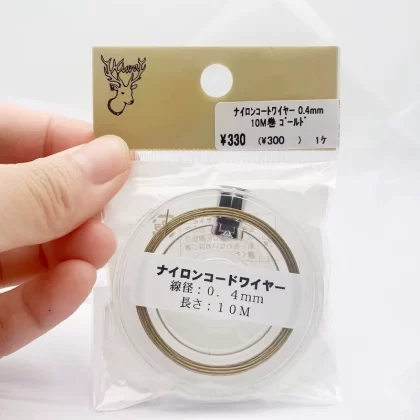 ナイロンコートワイヤー 0.4mm
10M巻 ゴールド
¥330 (¥300 ) 1ケ
ナイロンコードワイヤー
線径:0.4mm
長さ:10M